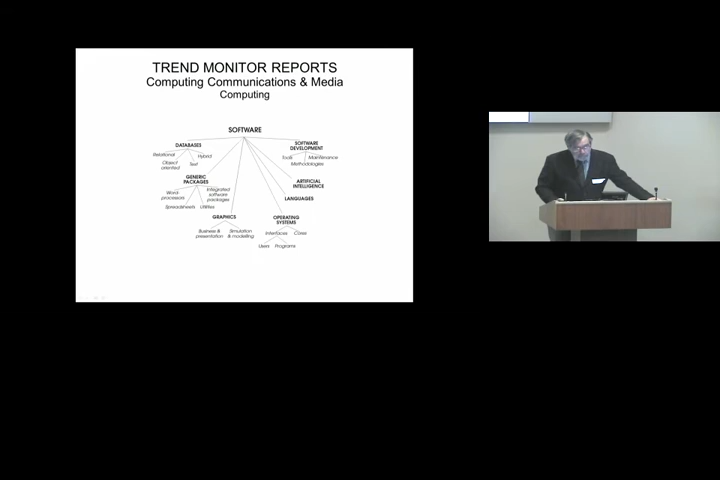 TREND MONITOR REPORTS
Computing Communications & Media
Computing
SOFTWARE
DATABASES
Relational
Hybrid
Object
oriented
Text
SOFTWARE
DEVELOPMENT
Tools
Maintenance
Methodologies
GENERIC
PACKAGES
Word
processors
Integrated
software
packages
Spreadsheets
Utilities
ARTIFICIAL
INTELLIGENCE
LANGUAGES
GRAPHICS
Business &
presentation
Simulation
& modelling
OPERATING
SYSTEMS
Interfaces
Cores
Users
Programs